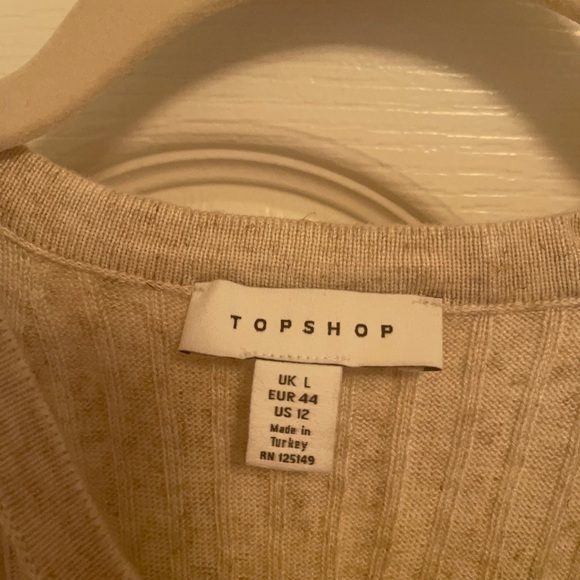 TOPSHOP
UK L
EUR 44
US 12
Made in
Turkey
RN 125149